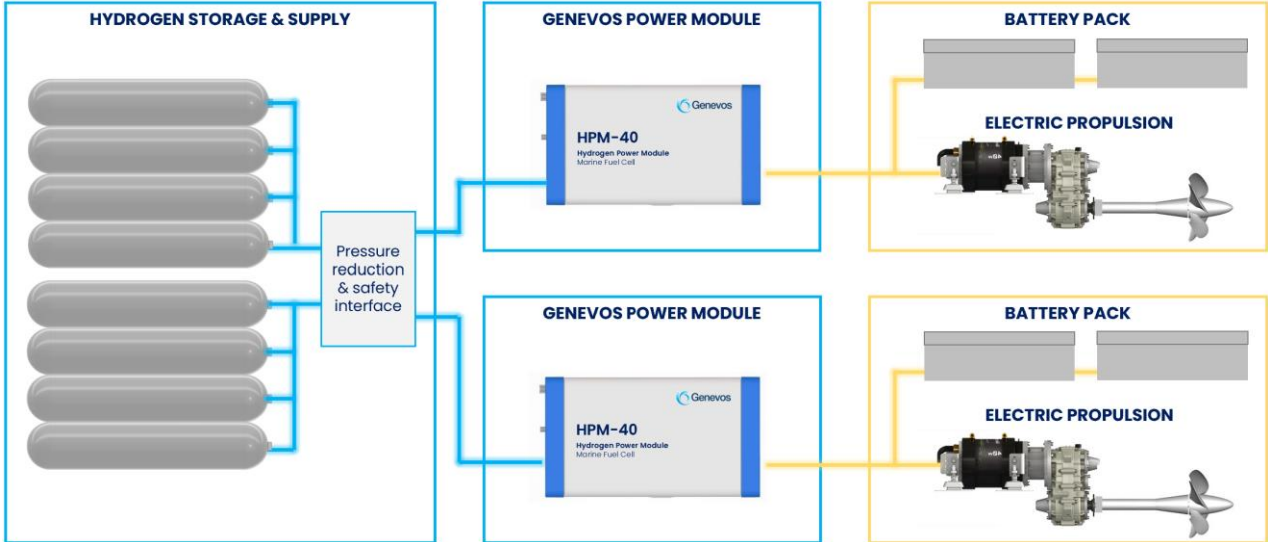 HYDROGEN STORAGE & SUPPLY
Pressure
reduction
& safety
interface
GENEVOS POWER MODULE
Genevos
HPM-40
Hydrogen Power Module
Marine Fuel Cell
BATTERY PACK
ELECTRIC PROPULSION
GENEVOS POWER MODULE
Genevos
HPM-40
Hydrogen Power Module
Marine Fuel Cell
BATTERY PACK
ELECTRIC PROPULSION